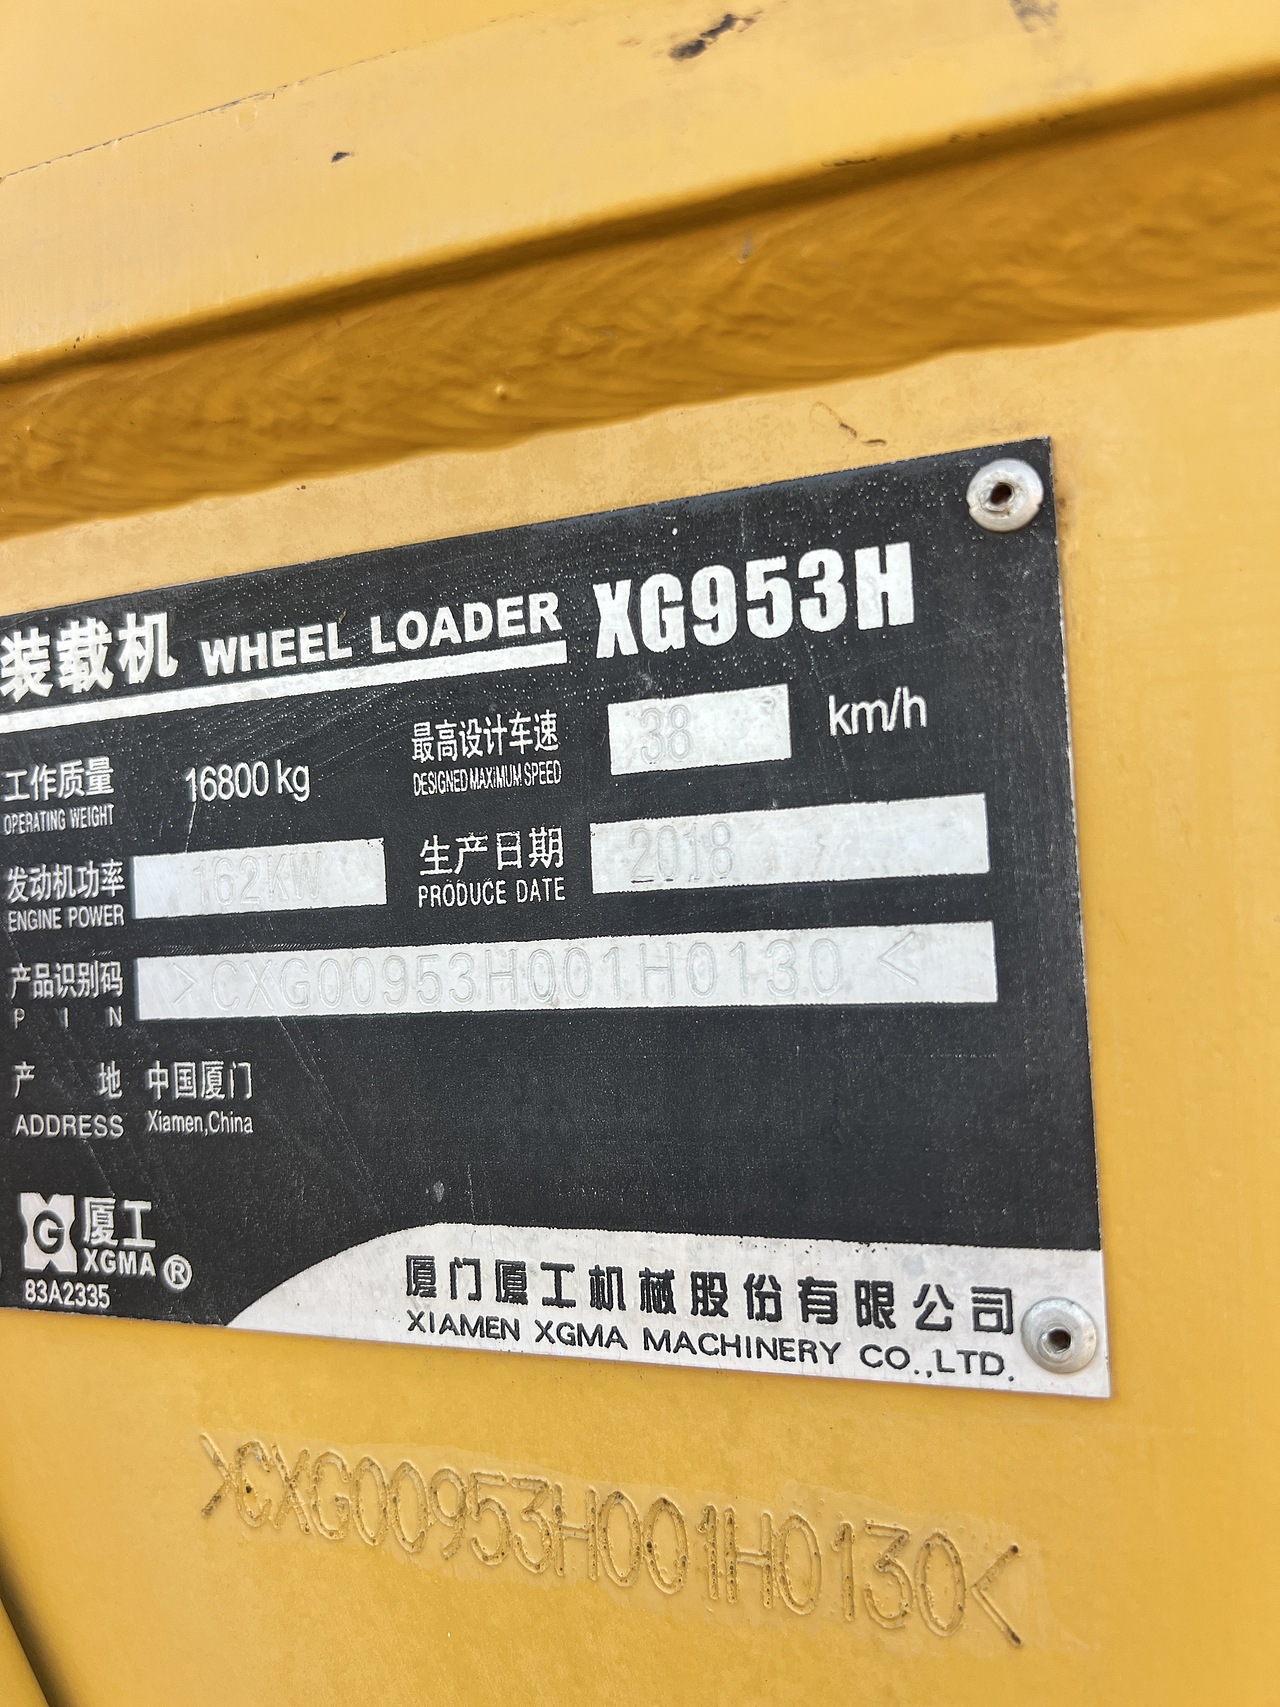 装载机 WHEEL LOADER XG953H
工作质量 16800 kg 最高设计车速 38 km/h
OPERATING WEIGHT DESIGNED MAXIMUM SPEED
发动机功率 162KW 生产日期 2018
ENGINE POWER PRODUCE DATE
产品识别码 >CXG00953H001H0130<
P I N
产 地 中国厦门
ADDRESS Xiamen,China
G 厦工
XGMA ®
83A2335
厦门厦工机械股份有限公司
XIAMEN XGMA MACHINERY CO.,LTD.
>CXG00953H001H0130<